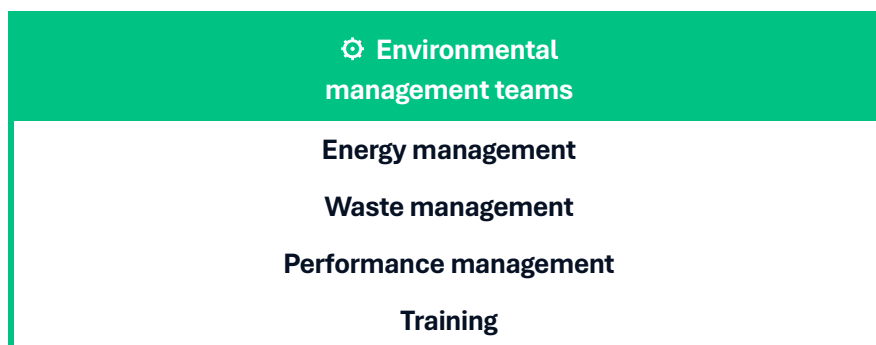 Environmental
management teams
Energy management
Waste management
Performance management
Training